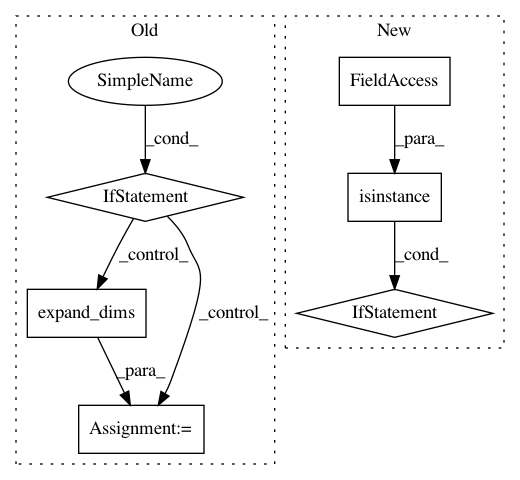 Old
SimpleName
_cond_
IfStatement
_control_
_control_
expand_dims
_para_
Assignment:=
New
FieldAccess
_para_
isinstance
_cond_
IfStatement